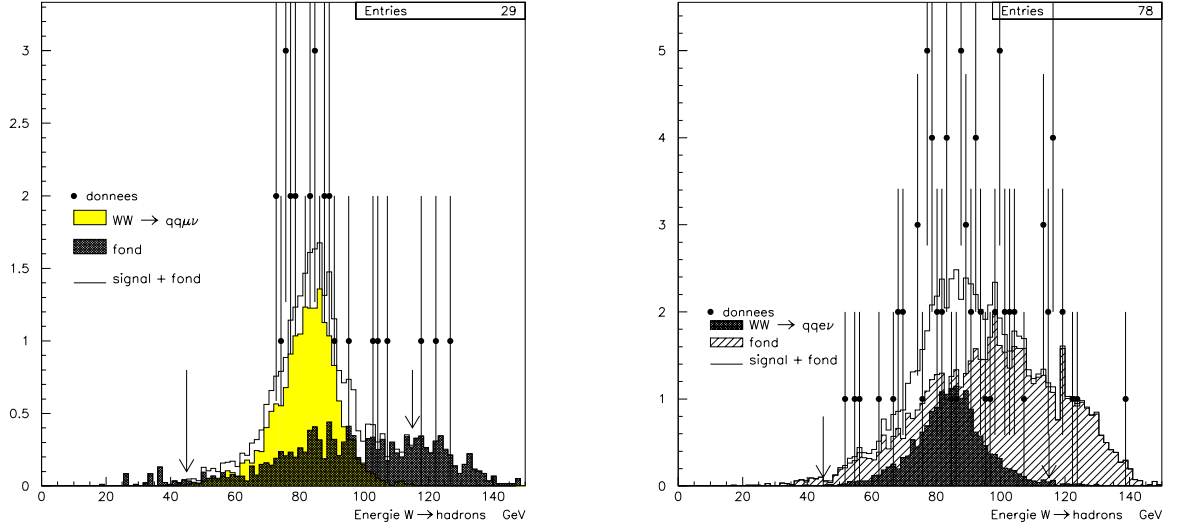 Entries 29
3
2.5
2
1.5
1
0.5
0
donnees
WW → qqμν
fond
signal + fond
0 20 40 60 80 100 120 140
Energie W → hadrons GeV
Entries 78
5
4
3
2
1
0
donnees
WW → qqeν
fond
signal + fond
0 20 40 60 80 100 120 140
Energie W → hadrons GeV